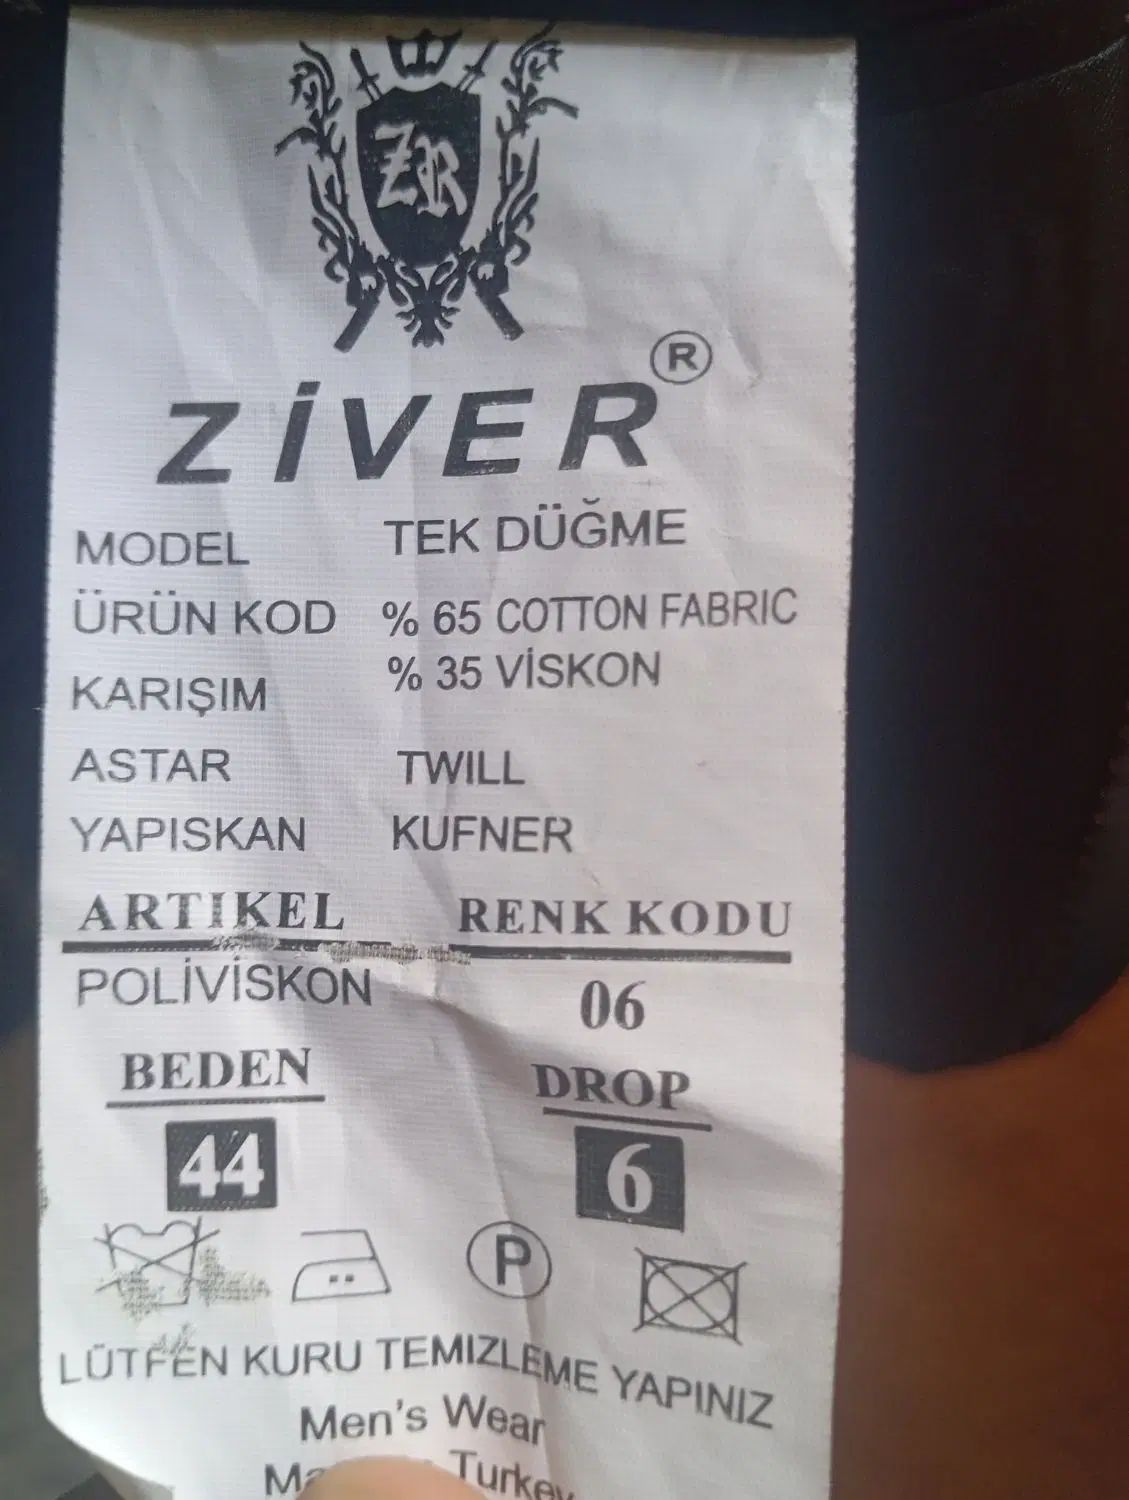 ZR
ZİVER®
MODEL TEK DÜĞME
ÜRÜN KOD % 65 COTTON FABRIC
% 35 VİSKON
KARIŞIM
ASTAR TWILL
YAPISKAN KUFNER
ARTIKEL RENK KODU
POLİVİSKON 06
BEDEN DROP
44 6
P
LÜTFEN KURU TEMIZLEME YAPINIZ
Men's Wear
Turkey